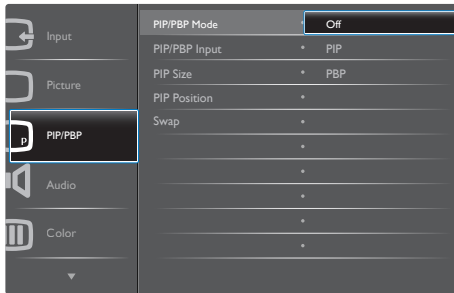 Input
Picture
P
PIP/PBP
Audio
Color
PIP/PBP Mode
Off
PIP/PBP Input
PIP
PIP Size
PBP
PIP Position
Swap